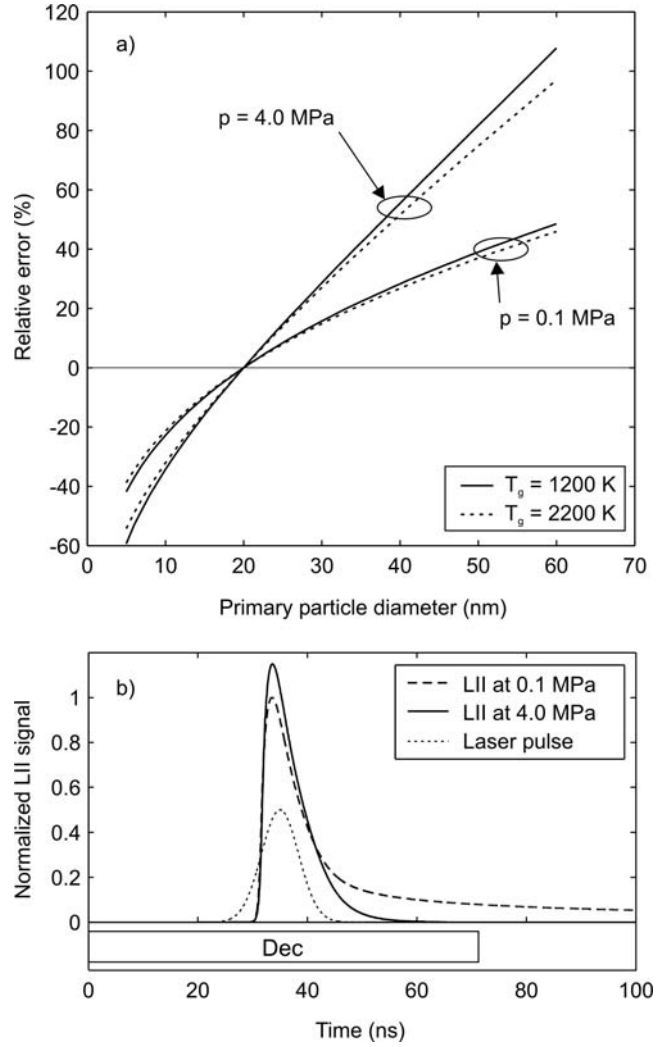 a)
120
100
80
60
40
20
0
-20
-40
-60
Relative error (%)
p = 4.0 MPa
p = 0.1 MPa
T_g = 1200 K
T_g = 2200 K
0 10 20 30 40 50 60 70
Primary particle diameter (nm)
b)
1
0.8
0.6
0.4
0.2
0
Normalized LII signal
LII at 0.1 MPa
LII at 4.0 MPa
Laser pulse
Dec
0 20 40 60 80 100
Time (ns)